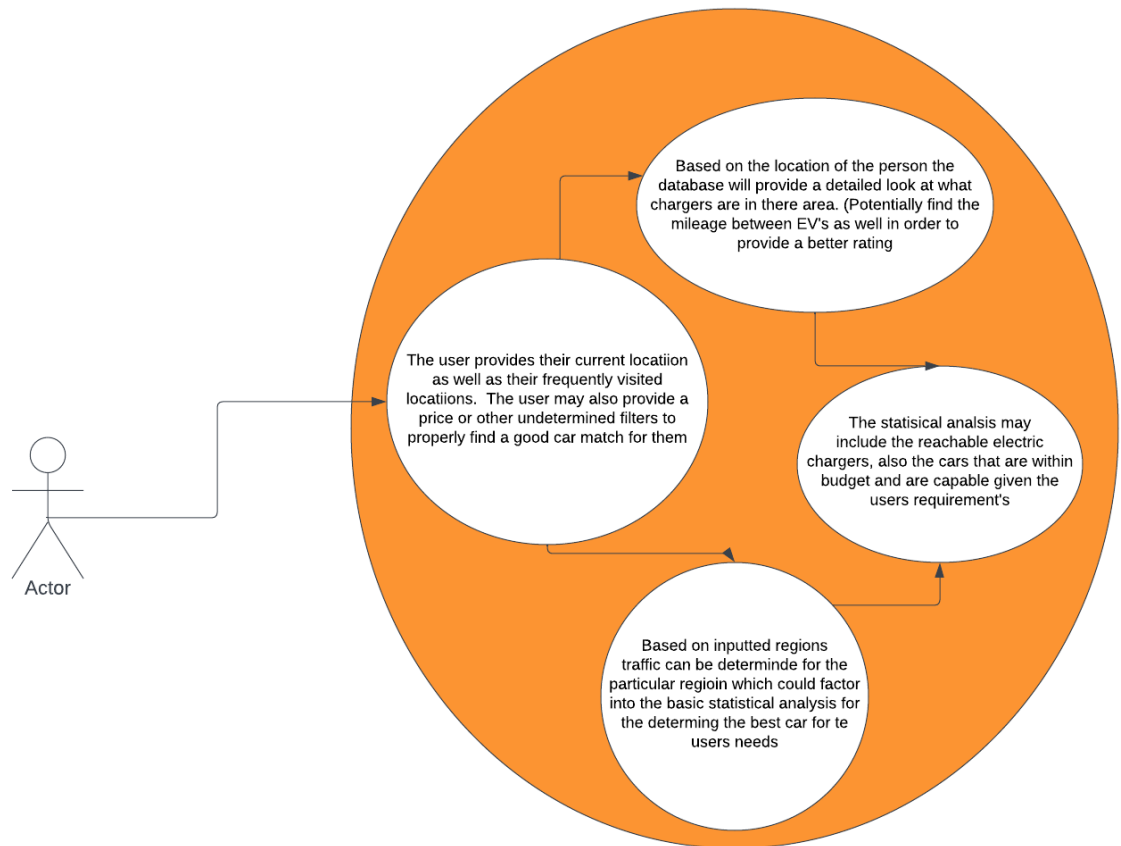 Based on the location of the person the
database will provide a detailed look at what
chargers are in there area. (Potentially find the
mileage between EV's as well in order to
provide a better rating
The user provides their current locatiion
as well as their frequently visited
locatiions. The user may also provide a
price or other undetermined filters to
properly find a good car match for them
The statisical analsis may
include the reachable electric
chargers, also the cars that are within
budget and are capable given the
users requirement's
Actor
Based on inputted regions
traffic can be determinde for the
particular regioin which could factor
into the basic statistical analysis for
the determing the best car for te
users needs